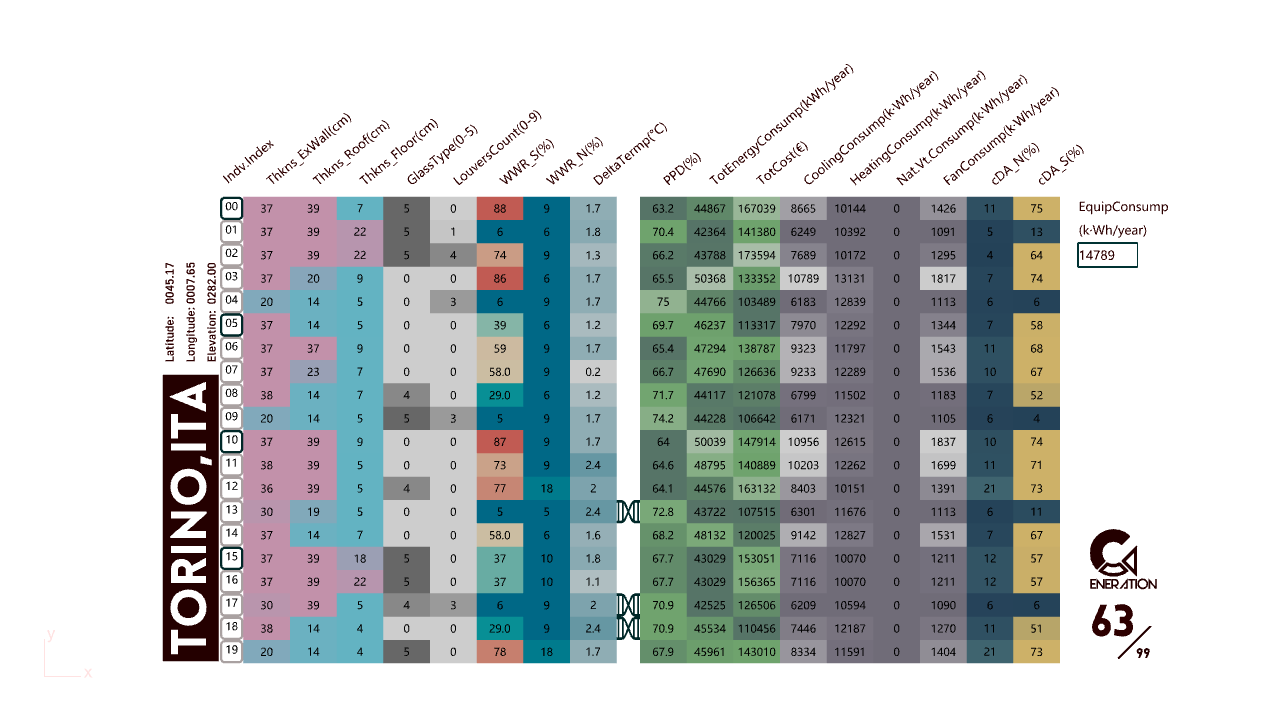 Indv.Index Thkns_ExWall(cm) Thkns_Roof(cm) Thkns_Floor(cm) GlassType(0-5) LouversCount(0-9) WWR_S(%) WWR_N(%) DeltaTermp(°C) PPD(%) TotEnergyConsump(kWh/year) TotCost(€) CoolingConsump(k·Wh/year) HeatingConsump(k·Wh/year) Nat.Vt.Consump(k·Wh/year) FanConsump(k·Wh/year) cDA_N(%) cDA_S(%)
00 37 39 7 5 0 88 9 1.7 63.2 44867 167039 8665 10144 0 1426 11 75
01 37 39 22 5 1 6 6 1.8 70.4 42364 141380 6249 10392 0 1091 5 13
02 37 39 22 5 4 74 9 1.3 66.2 43788 173594 7689 10172 0 1295 4 64
03 37 20 9 0 0 86 6 1.7 65.5 50368 133352 10789 13131 0 1817 7 74
04 20 14 5 0 3 6 9 1.7 75 44766 103489 6183 12839 0 1113 6 6
05 37 14 5 0 0 39 6 1.2 69.7 46237 113317 7970 12292 0 1344 7 58
06 37 37 9 0 0 59 9 1.7 65.4 47294 138787 9323 11797 0 1543 11 68
07 37 23 7 0 0 58.0 9 0.2 66.7 47690 126636 9233 12289 0 1536 10 67
08 38 14 7 4 0 29.0 6 1.2 71.7 44117 121078 6799 11502 0 1183 7 52
09 20 14 5 5 3 5 9 1.7 74.2 44228 106642 6171 12321 0 1105 6 4
10 37 39 9 0 0 87 9 1.7 64 50039 147914 10956 12615 0 1837 10 74
11 38 39 5 0 0 73 9 2.4 64.6 48795 140889 10203 12262 0 1699 11 71
12 36 39 5 4 0 77 18 2 64.1 44576 163132 8403 10151 0 1391 21 73
13 30 19 5 0 0 5 5 2.4 72.8 43722 107515 6301 11676 0 1113 6 11
14 37 14 7 0 0 58.0 9 1.6 68.2 48132 120025 9142 12827 0 1531 7 67
15 37 39 18 5 0 37 10 1.8 67.7 43029 153051 7116 10070 0 1211 12 57
16 37 39 22 5 0 37 10 1.1 67.7 43029 156365 7116 10070 0 1211 12 57
17 30 39 5 4 3 6 9 2 70.9 42525 126506 6209 10594 0 1090 6 6
18 38 14 4 0 0 29.0 9 2.4 70.9 45534 110456 7446 12187 0 1270 11 51
19 20 14 4 5 0 78 18 1.7 67.9 45961 143010 8334 11591 0 1404 21 73
EquipConsump
(k·Wh/year)
14789
Latitude: 0045.17
Longitude: 0007.65
Elevation: 0282.00
TORINO,ITA
ENERATION
63/99
y
x